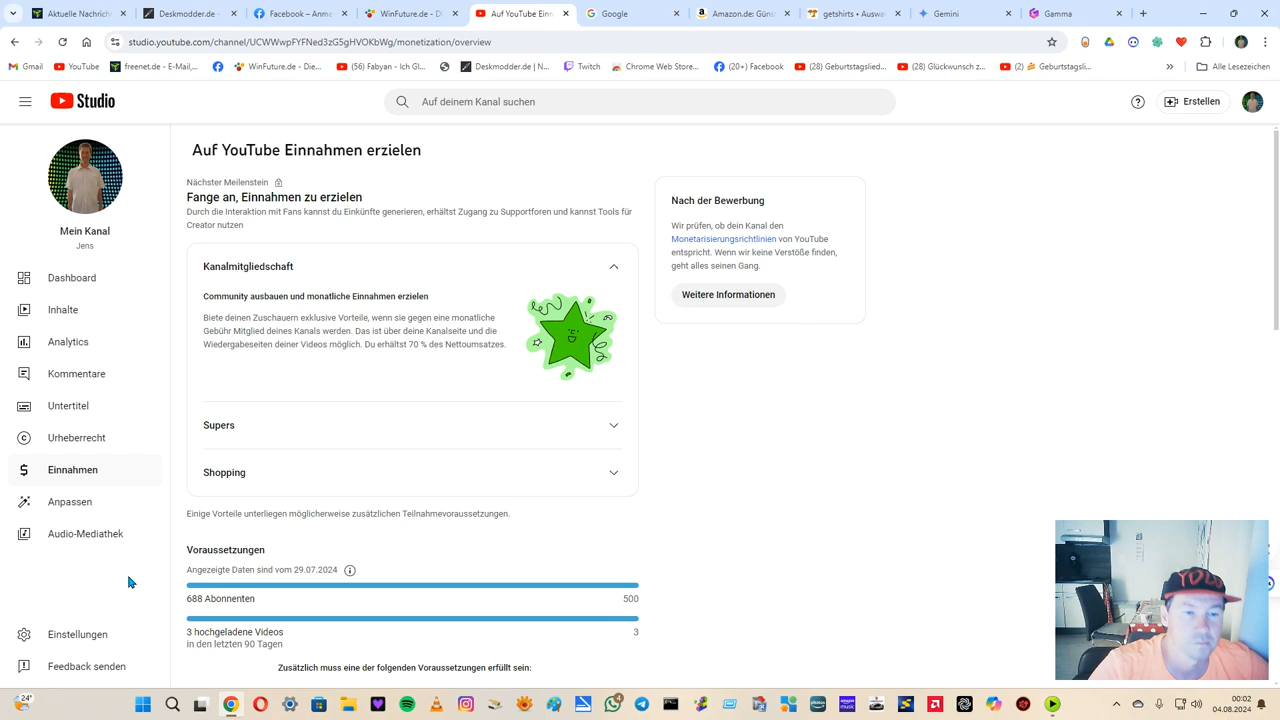 Aktuelles - Deskmod
Deskmodder.de | N
Facebook – Anmeld
WinFuture.de - Die
Auf YouTube Einn
Google
Amazon.de: Güns
getshirts • Auswa
Gemini
Gamma
studio.youtube.com/channel/UCWWwpFYFNed3zG5gHVOKbWg/monetization/overview
Gmail YouTube freenet.de - E-Mail,... WinFuture.de - Die... (56) Fabyan - Ich Gl... Deskmodder.de | N... Twitch Chrome Web Store... (20+) Facebook (28) Geburtstagslied... (28) Glückwunsch z... (2) Geburtstagsli... » Alle Lesezeichen
Studio
Auf deinem Kanal suchen
Erstellen
Mein Kanal
Jens
Dashboard
Inhalte
Analytics
Kommentare
Untertitel
Urheberrecht
Einnahmen
Anpassen
Audio-Mediathek
Einstellungen
Feedback senden
Auf YouTube Einnahmen erzielen
Nächster Meilenstein
Fange an, Einnahmen zu erzielen
Durch die Interaktion mit Fans kannst du Einkünfte generieren, erhältst Zugang zu Supportforen und kannst Tools für
Creator nutzen
Kanalmitgliedschaft
Community ausbauen und monatliche Einnahmen erzielen
Biete deinen Zuschauern exklusive Vorteile, wenn sie gegen eine monatliche
Gebühr Mitglied deines Kanals werden. Das ist über deine Kanalseite und die
Wiedergabeseiten deiner Videos möglich. Du erhältst 70 % des Nettoumsatzes.
Supers
Shopping
Einige Vorteile unterliegen möglicherweise zusätzlichen Teilnahmevoraussetzungen.
Voraussetzungen
Angezeigte Daten sind vom 29.07.2024
688 Abonnenten 500
3 hochgeladene Videos 3
in den letzten 90 Tagen
Zusätzlich muss eine der folgenden Voraussetzungen erfüllt sein:
Nach der Bewerbung
Wir prüfen, ob dein Kanal den
Monetarisierungsrichtlinien von YouTube
entspricht. Wenn wir keine Verstöße finden,
geht alles seinen Gang.
Weitere Informationen
24°
4
00:02
04.08.2024